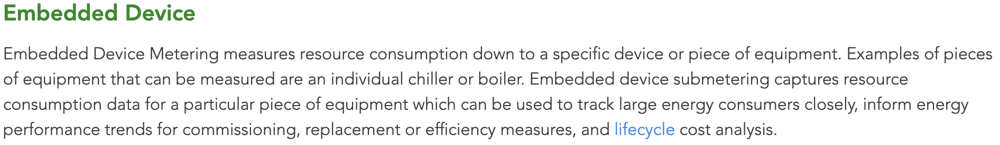 Embedded Device
Embedded Device Metering measures resource consumption down to a specific device or piece of equipment. Examples of pieces
of equipment that can be measured are an individual chiller or boiler. Embedded device submetering captures resource
consumption data for a particular piece of equipment which can be used to track large energy consumers closely, inform energy
performance trends for commissioning, replacement or efficiency measures, and lifecycle cost analysis.